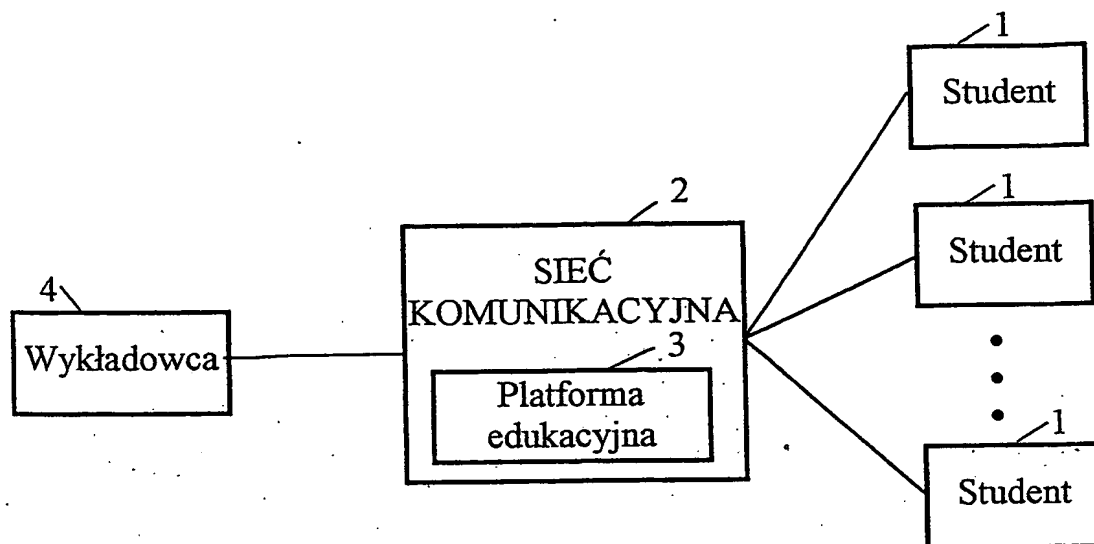 1
Student
2
1
Student
SIEĆ
KOMUNIKACYJNA
4
Wykładowca
3
Platforma
edukacyjna
1
Student